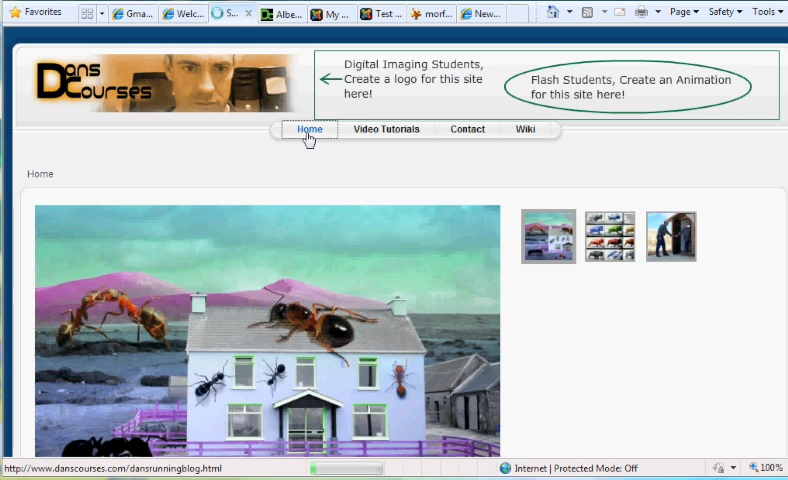 Favorites
Gma...
Welc...
S...
Albe...
My ...
Test ...
morf...
New...
Page
Safety
Tools
Dans
Courses
Digital Imaging Students,
Create a logo for this site
here!
Flash Students, Create an Animation
for this site here!
Home
Video Tutorials
Contact
Wiki
Home
http://www.danscourses.com/dansrunningblog.html
Internet | Protected Mode: Off
100%